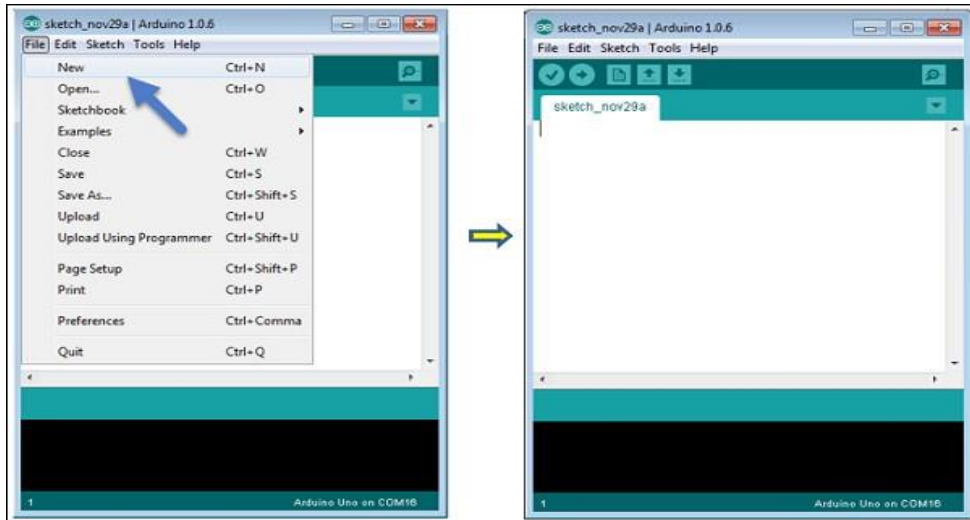 sketch_nov29a | Arduino 1.0.6
File Edit Sketch Tools Help
New Ctrl+N
Open... Ctrl+O
Sketchbook
Examples
Close Ctrl+W
Save Ctrl+S
Save As... Ctrl+Shift+S
Upload Ctrl+U
Upload Using Programmer Ctrl+Shift+U
Page Setup Ctrl+Shift+P
Print Ctrl+P
Preferences Ctrl+Comma
Quit Ctrl+Q
1 Arduino Uno on COM16
sketch_nov29a | Arduino 1.0.6
File Edit Sketch Tools Help
sketch_nov29a
1 Arduino Uno on COM16